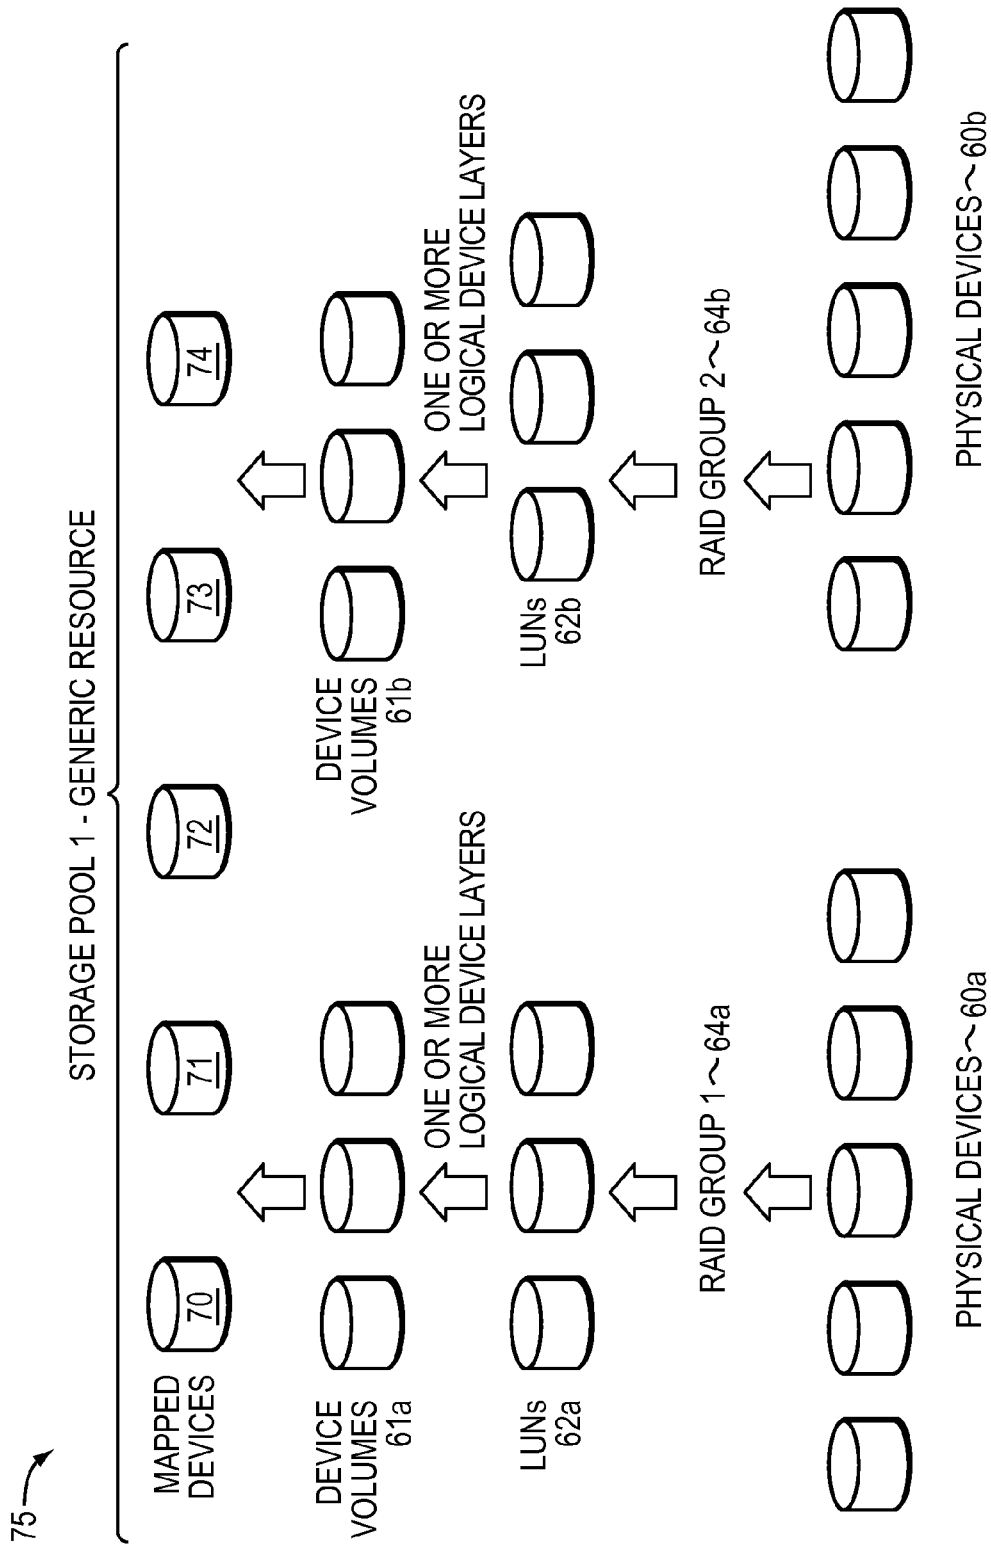 75
STORAGE POOL 1 - GENERIC RESOURCE
MAPPED
DEVICES
70
71
72
73
74
DEVICE
VOLUMES
61a
DEVICE
VOLUMES
61b
ONE OR MORE
LOGICAL DEVICE LAYERS
ONE OR MORE
LOGICAL DEVICE LAYERS
LUNs
62a
LUNs
62b
RAID GROUP 1~64a
RAID GROUP 2~64b
PHYSICAL DEVICES~60a
PHYSICAL DEVICES~60b